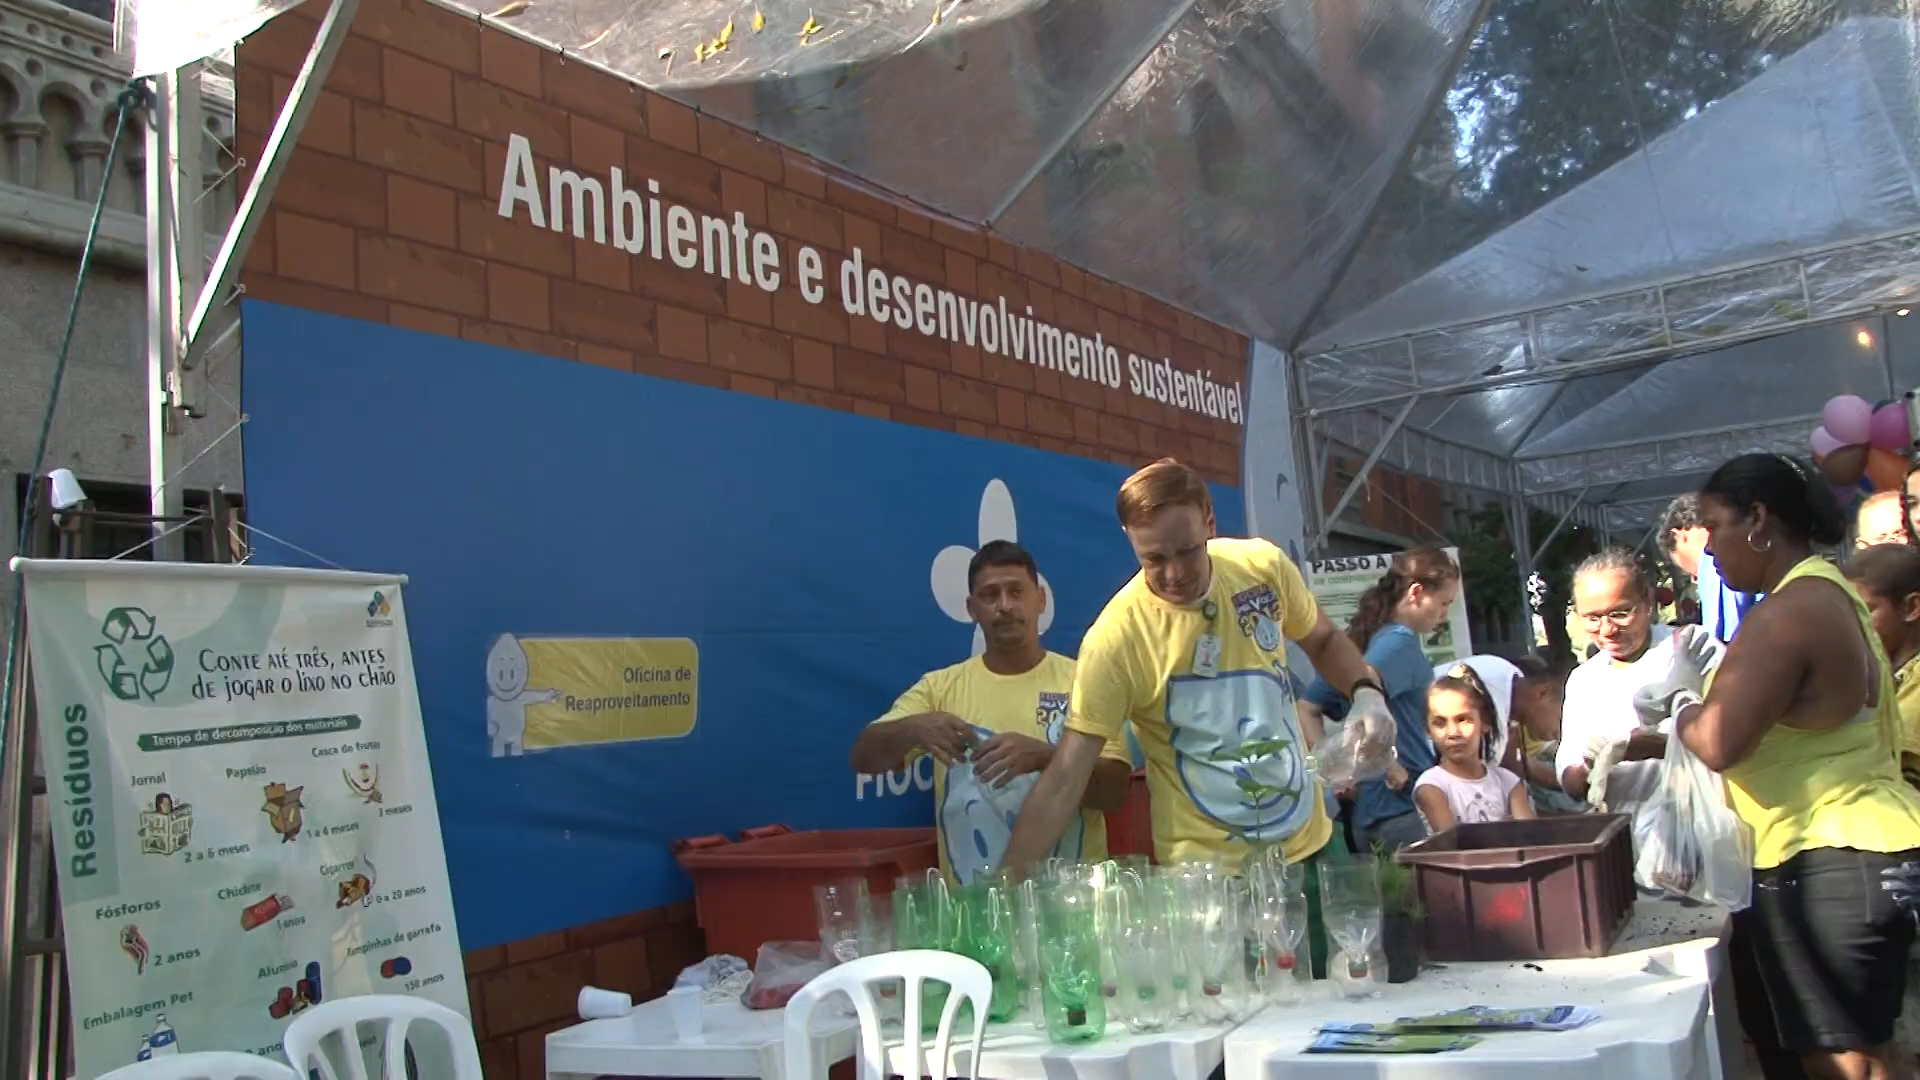 Ambiente e desenvolvimento sustentável
Oficina de
Reaproveitamento
FIOC
PASSO A
Resíduos
CONTE ATÉ TRÊS, ANTES
DE JOGAR O LIXO NO CHÃO
Tempo de decomposição dos materiais
Jornal
2 a 6 meses
Papelão
1 a 4 meses
Casca de frutas
3 meses
Fósforos
2 anos
Chiclete
5 anos
Cigarros
20 anos
Embalagem Pet
anos
Alumínio
Tampinhas de garrafa
150 anos